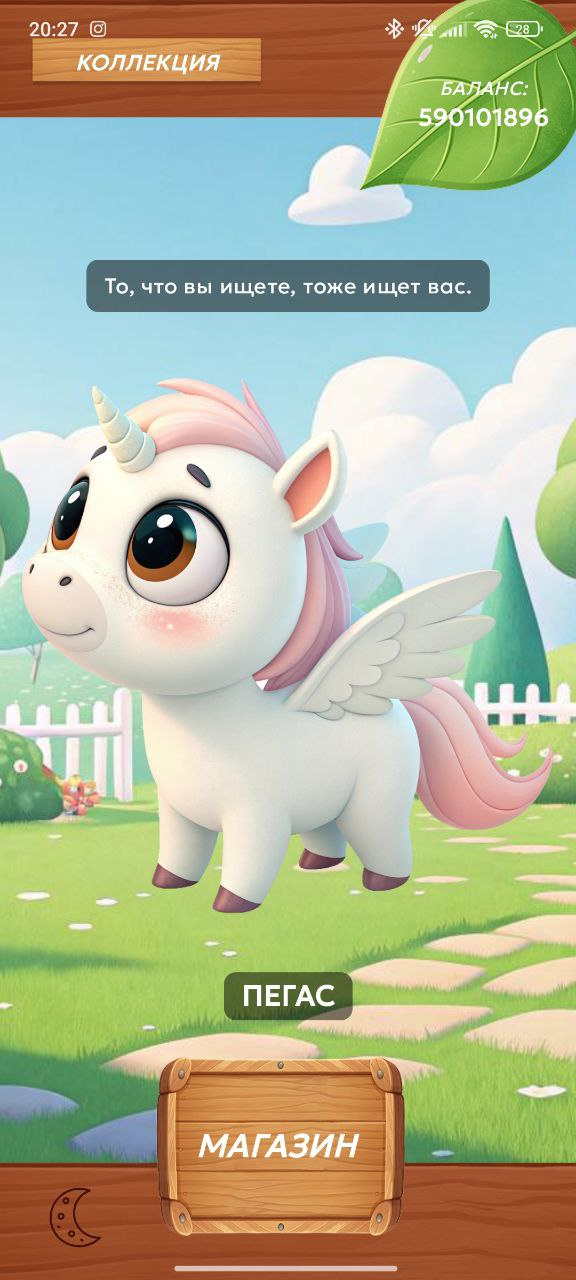 20:27
28
КОЛЛЕКЦИЯ
БАЛАНС:
590101896
То, что вы ищете, тоже ищет вас.
ПЕГАС
МАГАЗИН